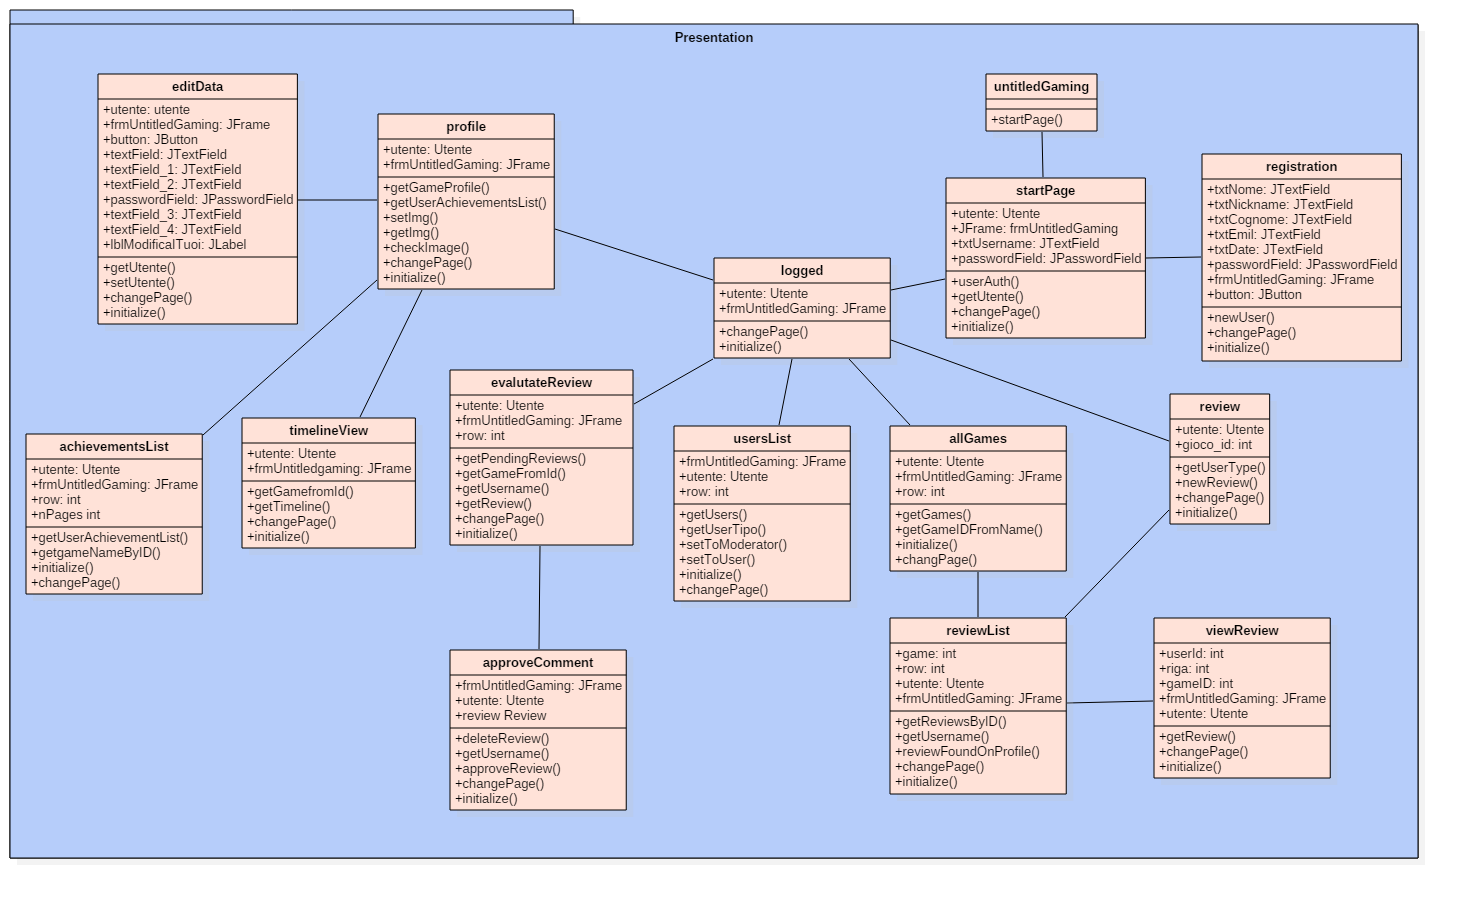 Presentation
editData
+utente: utente
+frmUntitledGaming: JFrame
+button: JButton
+textField: JTextField
+textField_1: JTextField
+textField_2: JTextField
+passwordField: JPasswordField
+textField_3: JTextField
+textField_4: JTextField
+lblModificaITuoi: JLabel
+getUtente()
+setUtente()
+changePage()
+initialize()
profile
+utente: Utente
+frmUntitledGaming: JFrame
+getGameProfile()
+getUserAchievementsList()
+setImg()
+getImg()
+checkImage()
+changePage()
+initialize()
untitledGaming
+startPage()
startPage
+utente: Utente
+JFrame: frmUntitledGaming
+txtUsername: JTextField
+passwordField: JPasswordField
+userAuth()
+getUtente()
+changePage()
+initialize()
registration
+txtNome: JTextField
+txtNickname: JTextField
+txtCognome: JTextField
+txtEmil: JTextField
+txtDate: JTextField
+passwordField: JPasswordField
+frmUntitledGaming: JFrame
+button: JButton
+newUser()
+changePage()
+initialize()
logged
+utente: Utente
+frmUntitledGaming: JFrame
+changePage()
+initialize()
achievementsList
+utente: Utente
+frmUntitledGaming: JFrame
+row: int
+nPages int
+getUserAchievementList()
+getgameNameByID()
+initialize()
+changePage()
timelineView
+utente: Utente
+frmUntitledgaming: JFrame
+getGamefromId()
+getTimeline()
+changePage()
+initialize()
evalutateReview
+utente: Utente
+frmUntitledGaming: JFrame
+row: int
+getPendingReviews()
+getGameFromId()
+getUsername()
+getReview()
+changePage()
+initialize()
usersList
+frmUntitledGaming: JFrame
+utente: Utente
+row: int
+getUsers()
+getUserTipo()
+setToModerator()
+setToUser()
+initialize()
+changePage()
allGames
+utente: Utente
+frmUntitledGaming: JFrame
+row: int
+getGames()
+getGameIDFromName()
+initialize()
+changPage()
review
+utente: Utente
+gioco_id: int
+getUserType()
+newReview()
+changePage()
+initialize()
approveComment
+frmUntitledGaming: JFrame
+utente: Utente
+review Review
+deleteReview()
+getUsername()
+approveReview()
+changePage()
+initialize()
reviewList
+game: int
+row: int
+utente: Utente
+frmUntitledGaming: JFrame
+getReviewsByID()
+getUsername()
+reviewFoundOnProfile()
+changePage()
+initialize()
viewReview
+userId: int
+riga: int
+gameID: int
+frmUntitledGaming: JFrame
+utente: Utente
+getReview()
+changePage()
+initialize()